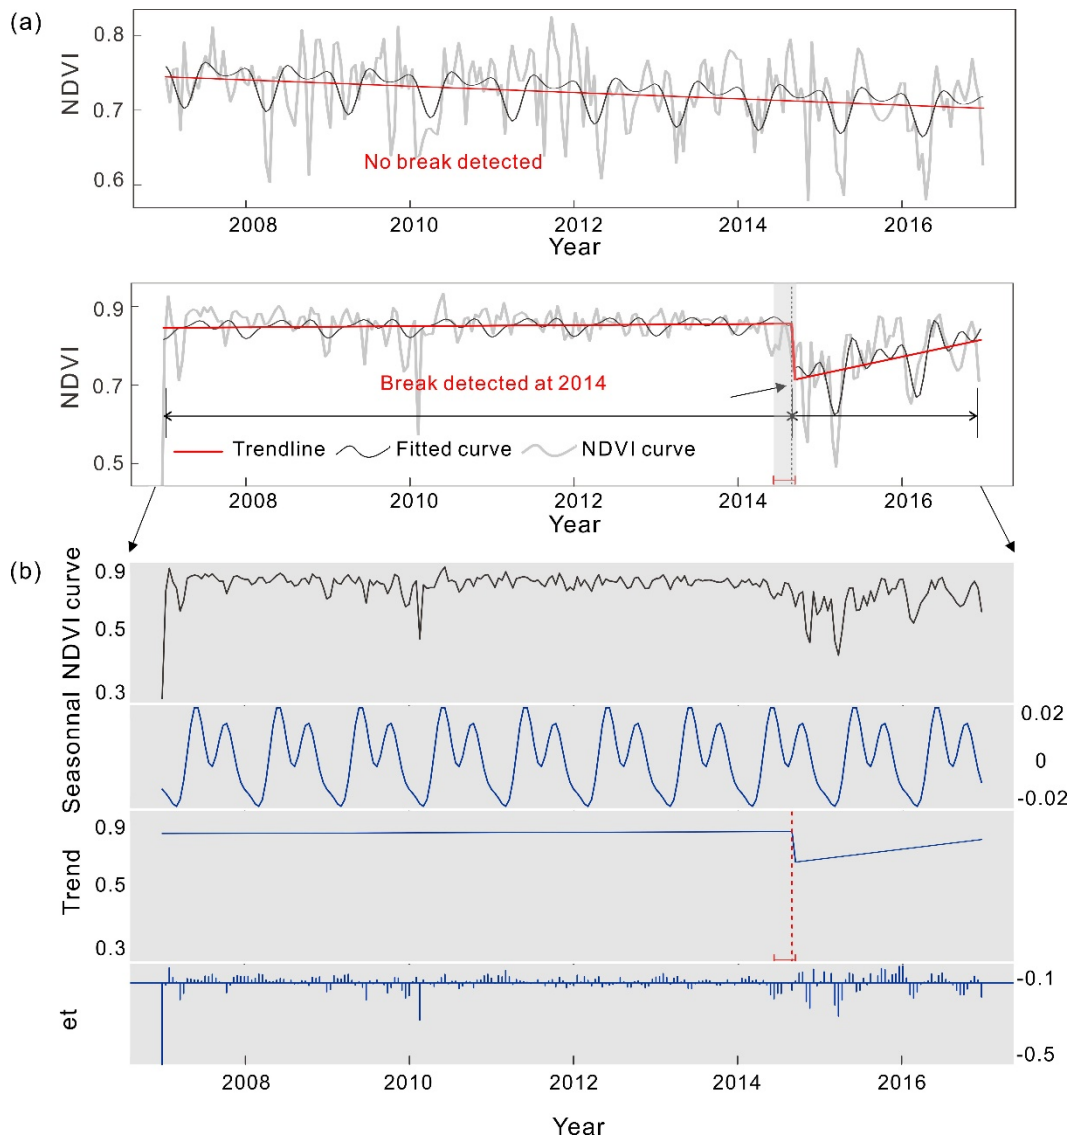 (a)
NDVI
0.8
0.7
0.6
No break detected
2008 2010 2012 2014 2016
Year
NDVI
0.9
0.7
0.5
Break detected at 2014
Trendline Fitted curve NDVI curve
2008 2010 2012 2014 2016
Year
(b)
NDVI curve
0.9
0.5
0.3
Seasonnal
0.02
0
-0.02
Trend
0.9
0.5
0.3
et
-0.1
-0.5
2008 2010 2012 2014 2016
Year